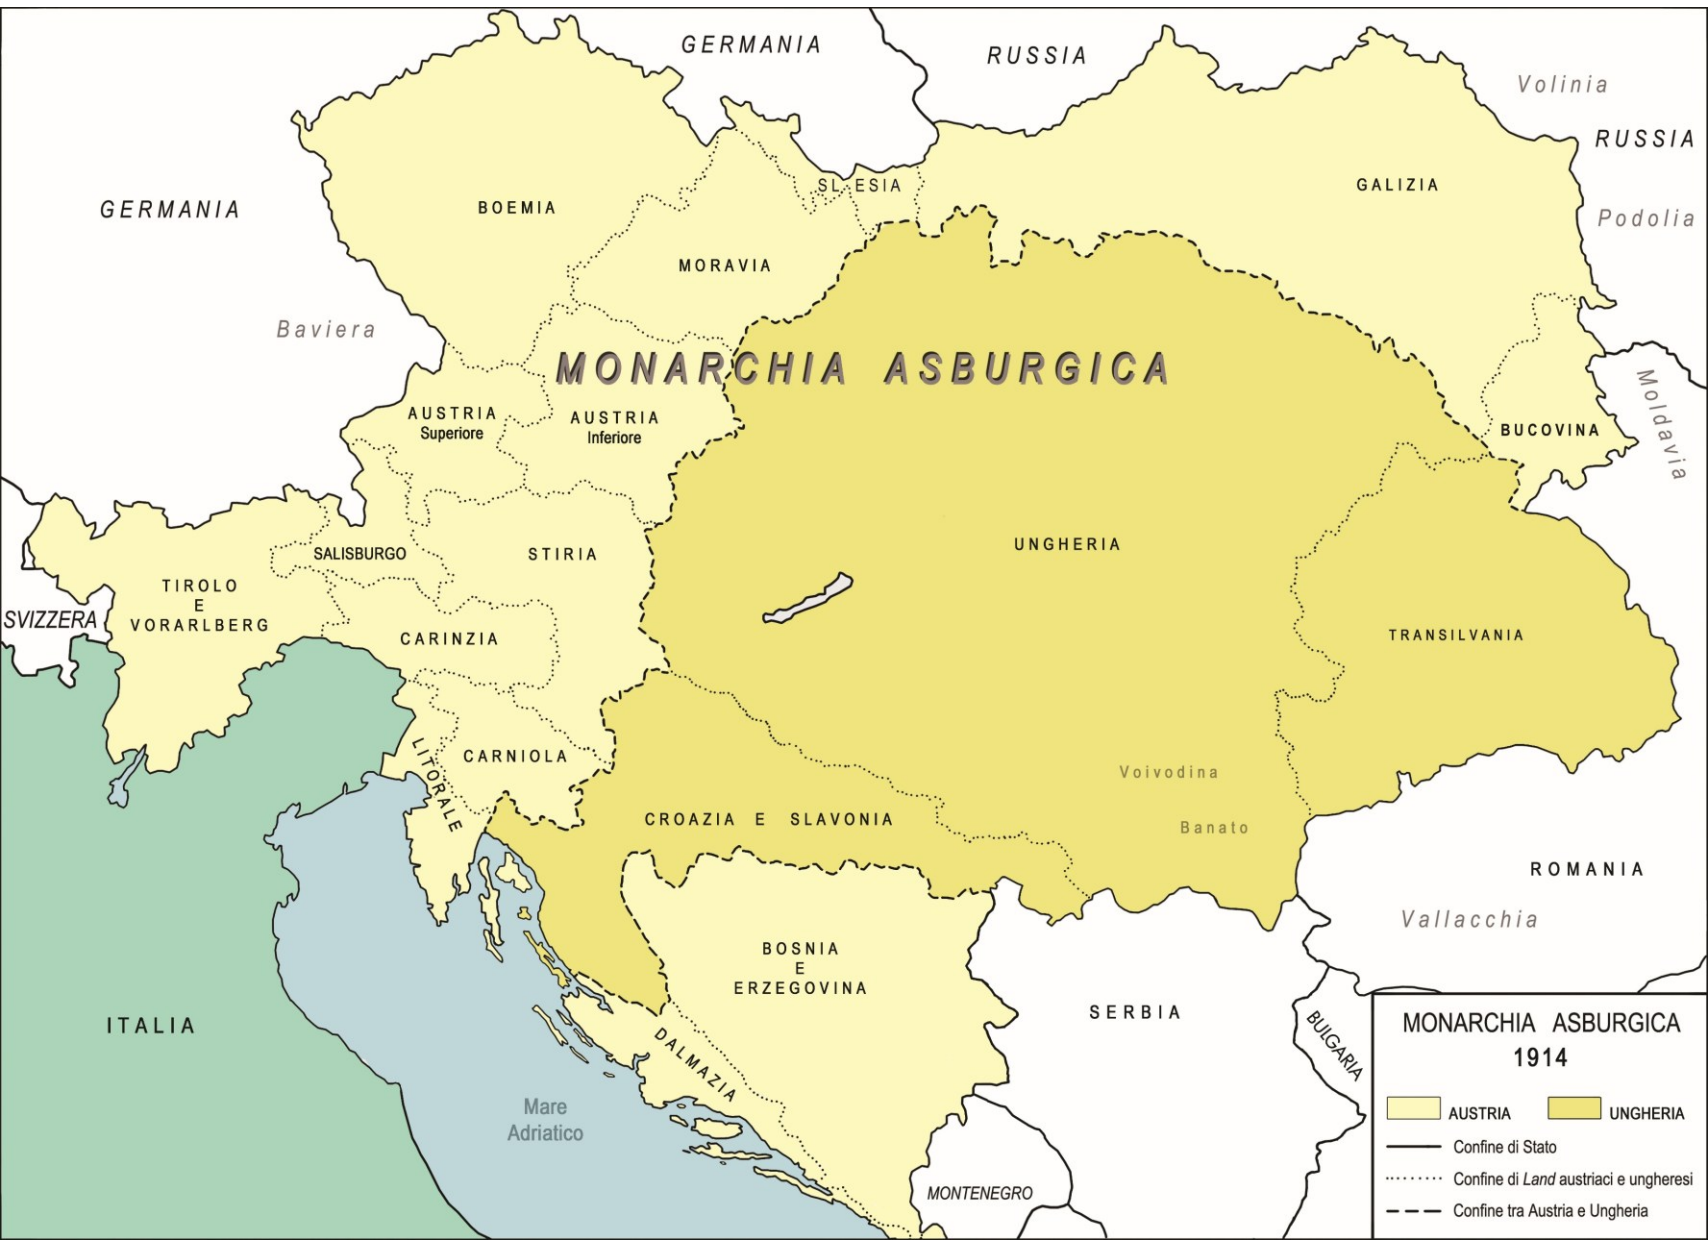 GERMANIA
RUSSIA
Volinia
RUSSIA
GERMANIA
BOEMIA
SLESIA
GALIZIA
Podolia
MORAVIA
Baviera
MONARCHIA ASBURGICA
Moldavia
AUSTRIA
Superiore
AUSTRIA
Inferiore
BUCOVINA
SALISBURGO
STIRIA
UNGHERIA
TIROLO
E
VORARLBERG
SVIZZERA
CARINZIA
TRANSILVANIA
LITORALE
CARNIOLA
Voivodina
CROAZIA E SLAVONIA
Banato
ROMANIA
Vallacchia
BOSNIA
E
ERZEGOVINA
ITALIA
SERBIA
DALMAZIA
BULGARIA
Mare
Adriatico
MONTENEGRO
MONARCHIA ASBURGICA
1914
AUSTRIA
UNGHERIA
Confine di Stato
Confine di Land austriaci e ungheresi
Confine tra Austria e Ungheria